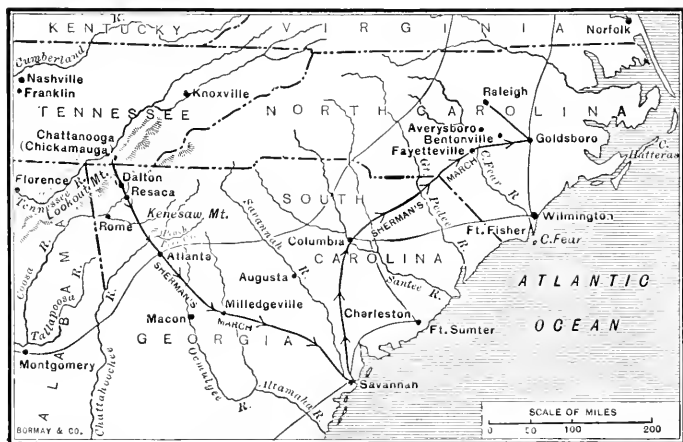 KENTUCKY
VIRGINIA
Norfolk
Cumberland R.
Nashville
Franklin
Knoxville
TENNESSEE
NORTH CAROLINA
Raleigh
Averysboro
Bentonville
Goldsboro
Fayetteville
C. Hatteras
Chattanooga
(Chickamauga)
Florence
Tennessee R.
Lookout Mt.
Dalton
Resaca
Kenesaw Mt.
Savannah R.
SOUTH
CAROLINA
Gt. Pedee R.
C. Fear R.
SHERMAN'S MARCH
Wilmington
Ft. Fisher
C. Fear
Rome
Coosa R.
Tallapoosa R.
ALABAMA
Atlanta
Columbia
Augusta
Santee R.
ATLANTIC
OCEAN
SHERMAN'S MARCH
Milledgeville
Macon
Charleston
Ft. Sumter
GEORGIA
Montgomery
Chattahoochee
Ocmulgee R.
Altamaha R.
Savannah
BORMAY & CO.
SCALE OF MILES
0 50 100 200